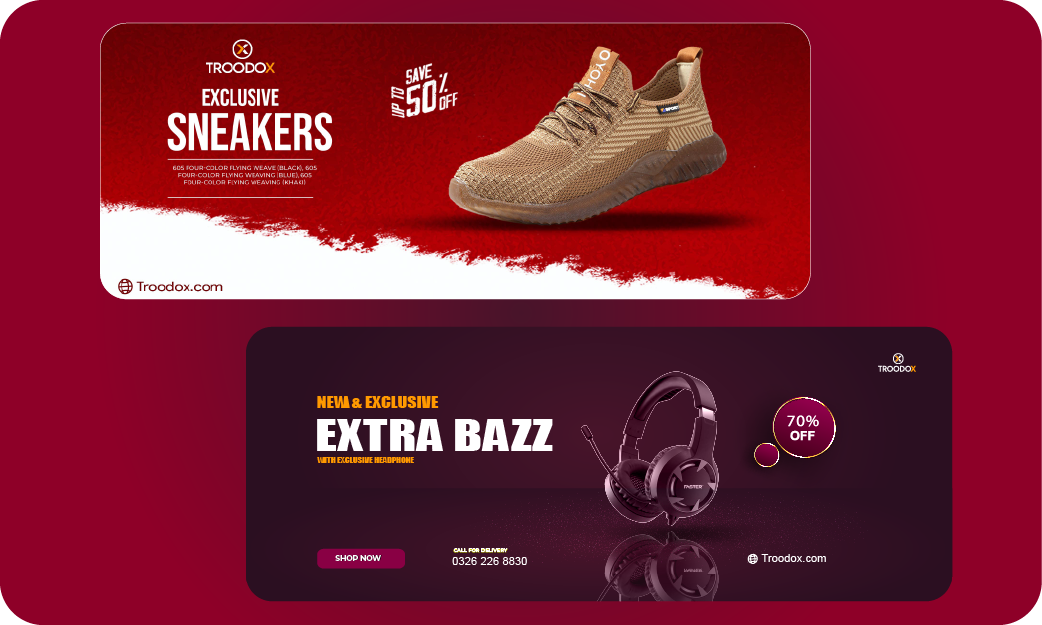 TROODOX
EXCLUSIVE
SNEAKERS
605 FOUR-COLOR FLYING WEAVE (BLACK), 605
FOUR-COLOR FLYING WEAVING (BLUE), 605
FOUR-COLOR FLYING WEAVING (KHAKI)
UP TO
SAVE
50% OFF
SPORT
Troodox.com
TROODOX
NEW & EXCLUSIVE
EXTRA BAZZ
WITH EXCLUSIVE HEADPHONE
FASTER
70%
OFF
SHOP NOW
CALL FOR DELIVERY
0326 226 8830
Troodox.com